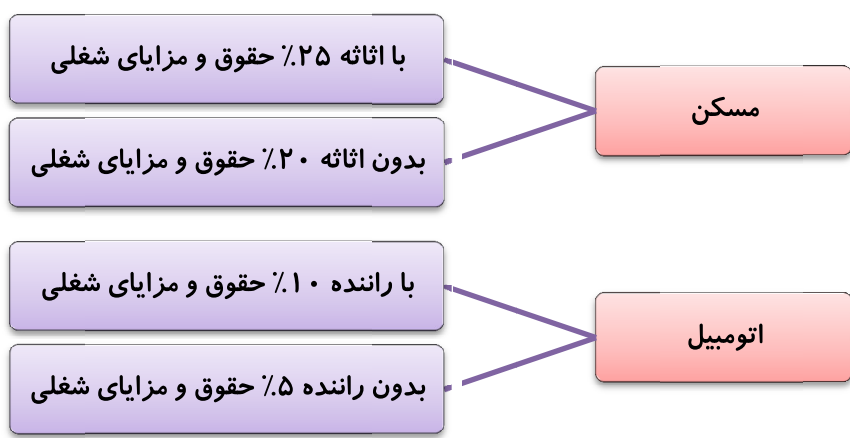 مسکن
با اثاثه ۲۵٪ حقوق و مزایای شغلی
بدون اثاثه ۲۰٪ حقوق و مزایای شغلی
اتومبیل
با راننده ۱۰٪ حقوق و مزایای شغلی
بدون راننده ۵٪ حقوق و مزایای شغلی